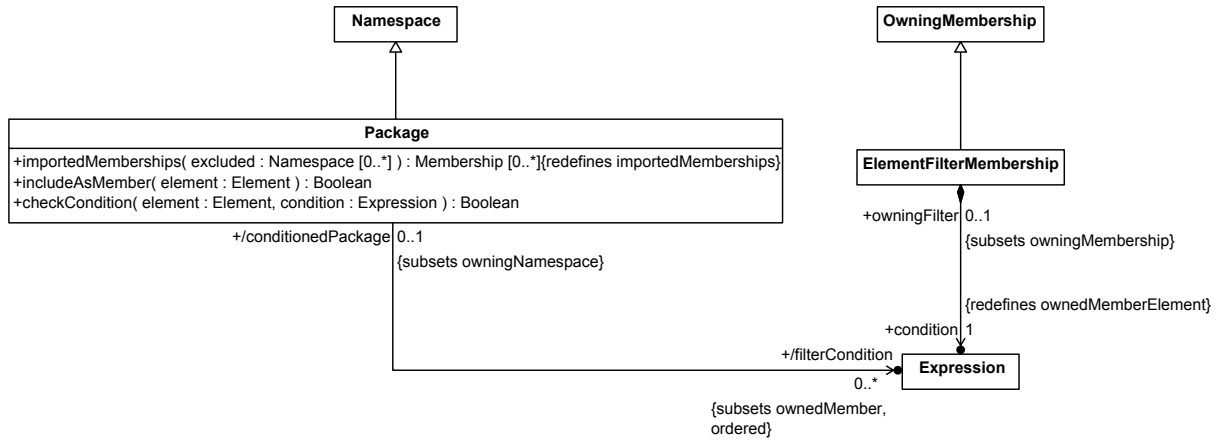 Namespace
OwningMembership
Package
+importedMemberships( excluded : Namespace [0..*] ) : Membership [0..*]{redefines importedMemberships}
+includeAsMember( element : Element ) : Boolean
+checkCondition( element : Element, condition : Expression ) : Boolean
ElementFilterMembership
+/conditionedPackage 0..1
{subsets owningNamespace}
+owningFilter 0..1
{subsets owningMembership}
{redefines ownedMemberElement}
+condition 1
+/filterCondition
0..*
{subsets ownedMember,
ordered}
Expression